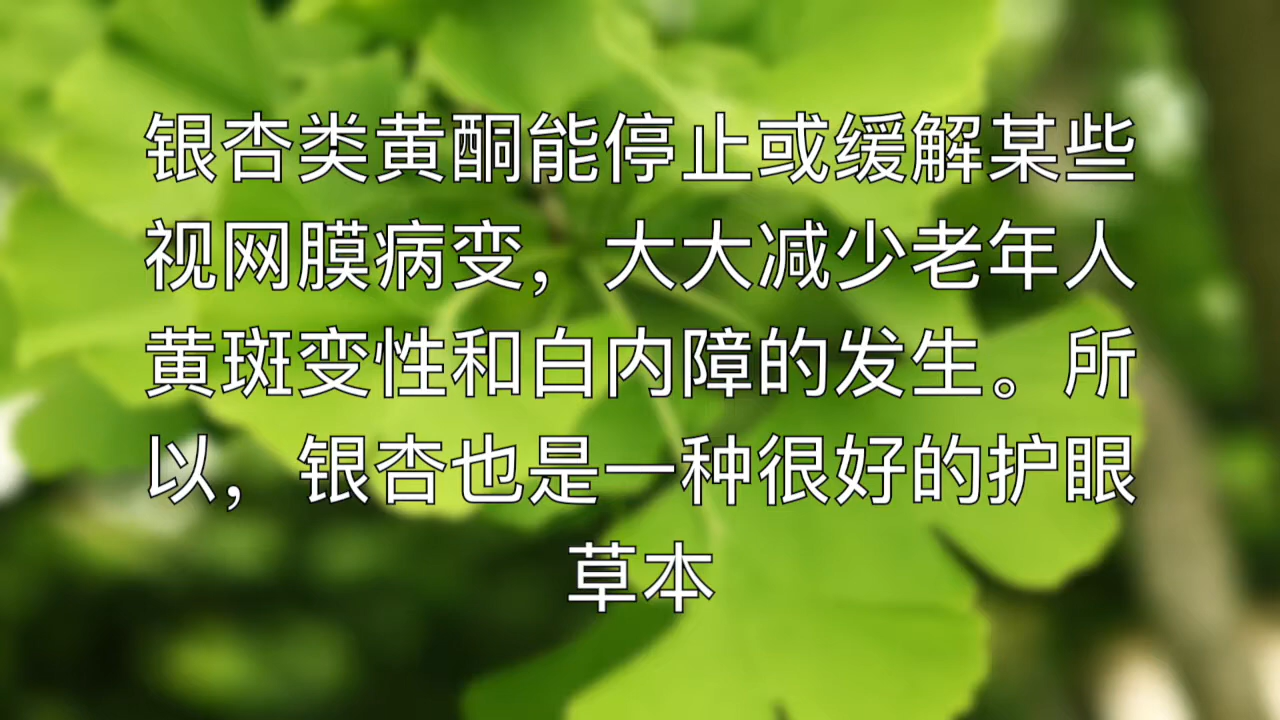 银杏类黄酮能停止或缓解某些
视网膜病变，大大减少老年人
黄斑变性和白内障的发生。所
以，银杏也是一种很好的护眼
草本